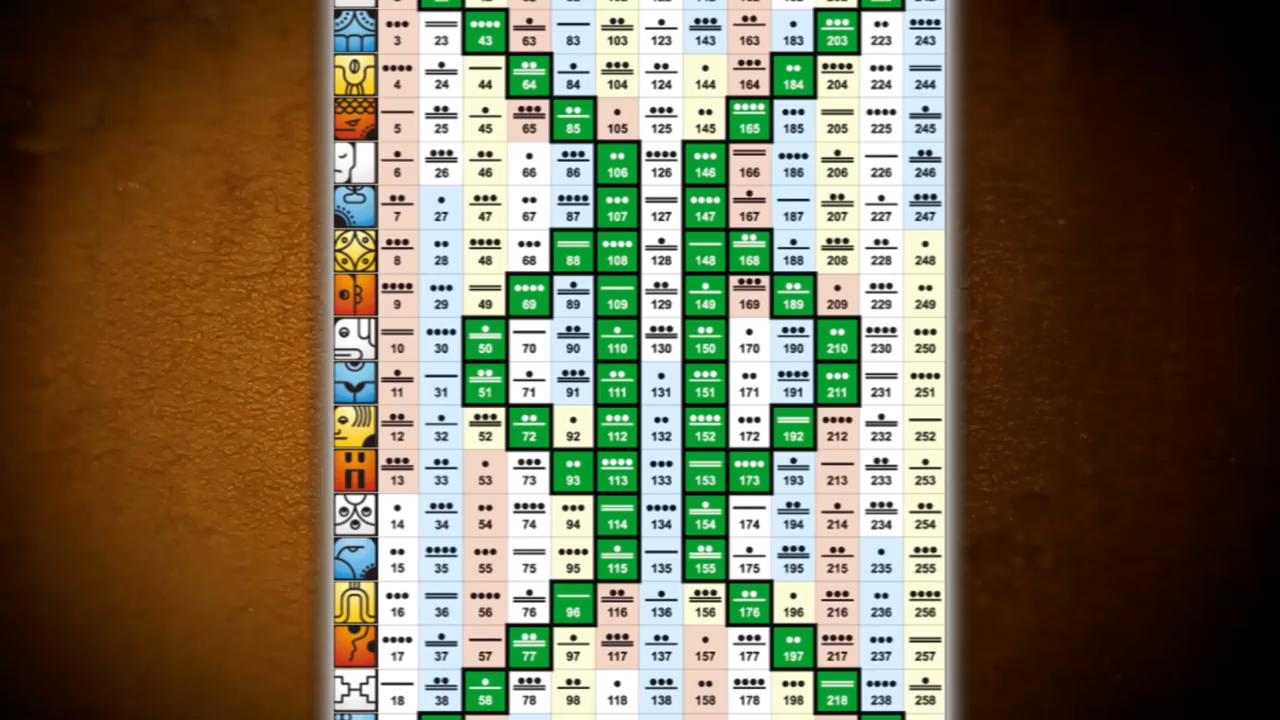 3 23 43 63 83 103 123 143 163 183 203 223 243
4 24 44 64 84 104 124 144 164 184 204 224 244
5 25 45 65 85 105 125 145 165 185 205 225 245
6 26 46 66 86 106 126 146 166 186 206 226 246
7 27 47 67 87 107 127 147 167 187 207 227 247
8 28 48 68 88 108 128 148 168 188 208 228 248
9 29 49 69 89 109 129 149 169 189 209 229 249
10 30 50 70 90 110 130 150 170 190 210 230 250
11 31 51 71 91 111 131 151 171 191 211 231 251
12 32 52 72 92 112 132 152 172 192 212 232 252
13 33 53 73 93 113 133 153 173 193 213 233 253
14 34 54 74 94 114 134 154 174 194 214 234 254
15 35 55 75 95 115 135 155 175 195 215 235 255
16 36 56 76 96 116 136 156 176 196 216 236 256
17 37 57 77 97 117 137 157 177 197 217 237 257
18 38 58 78 98 118 138 158 178 198 218 238 258